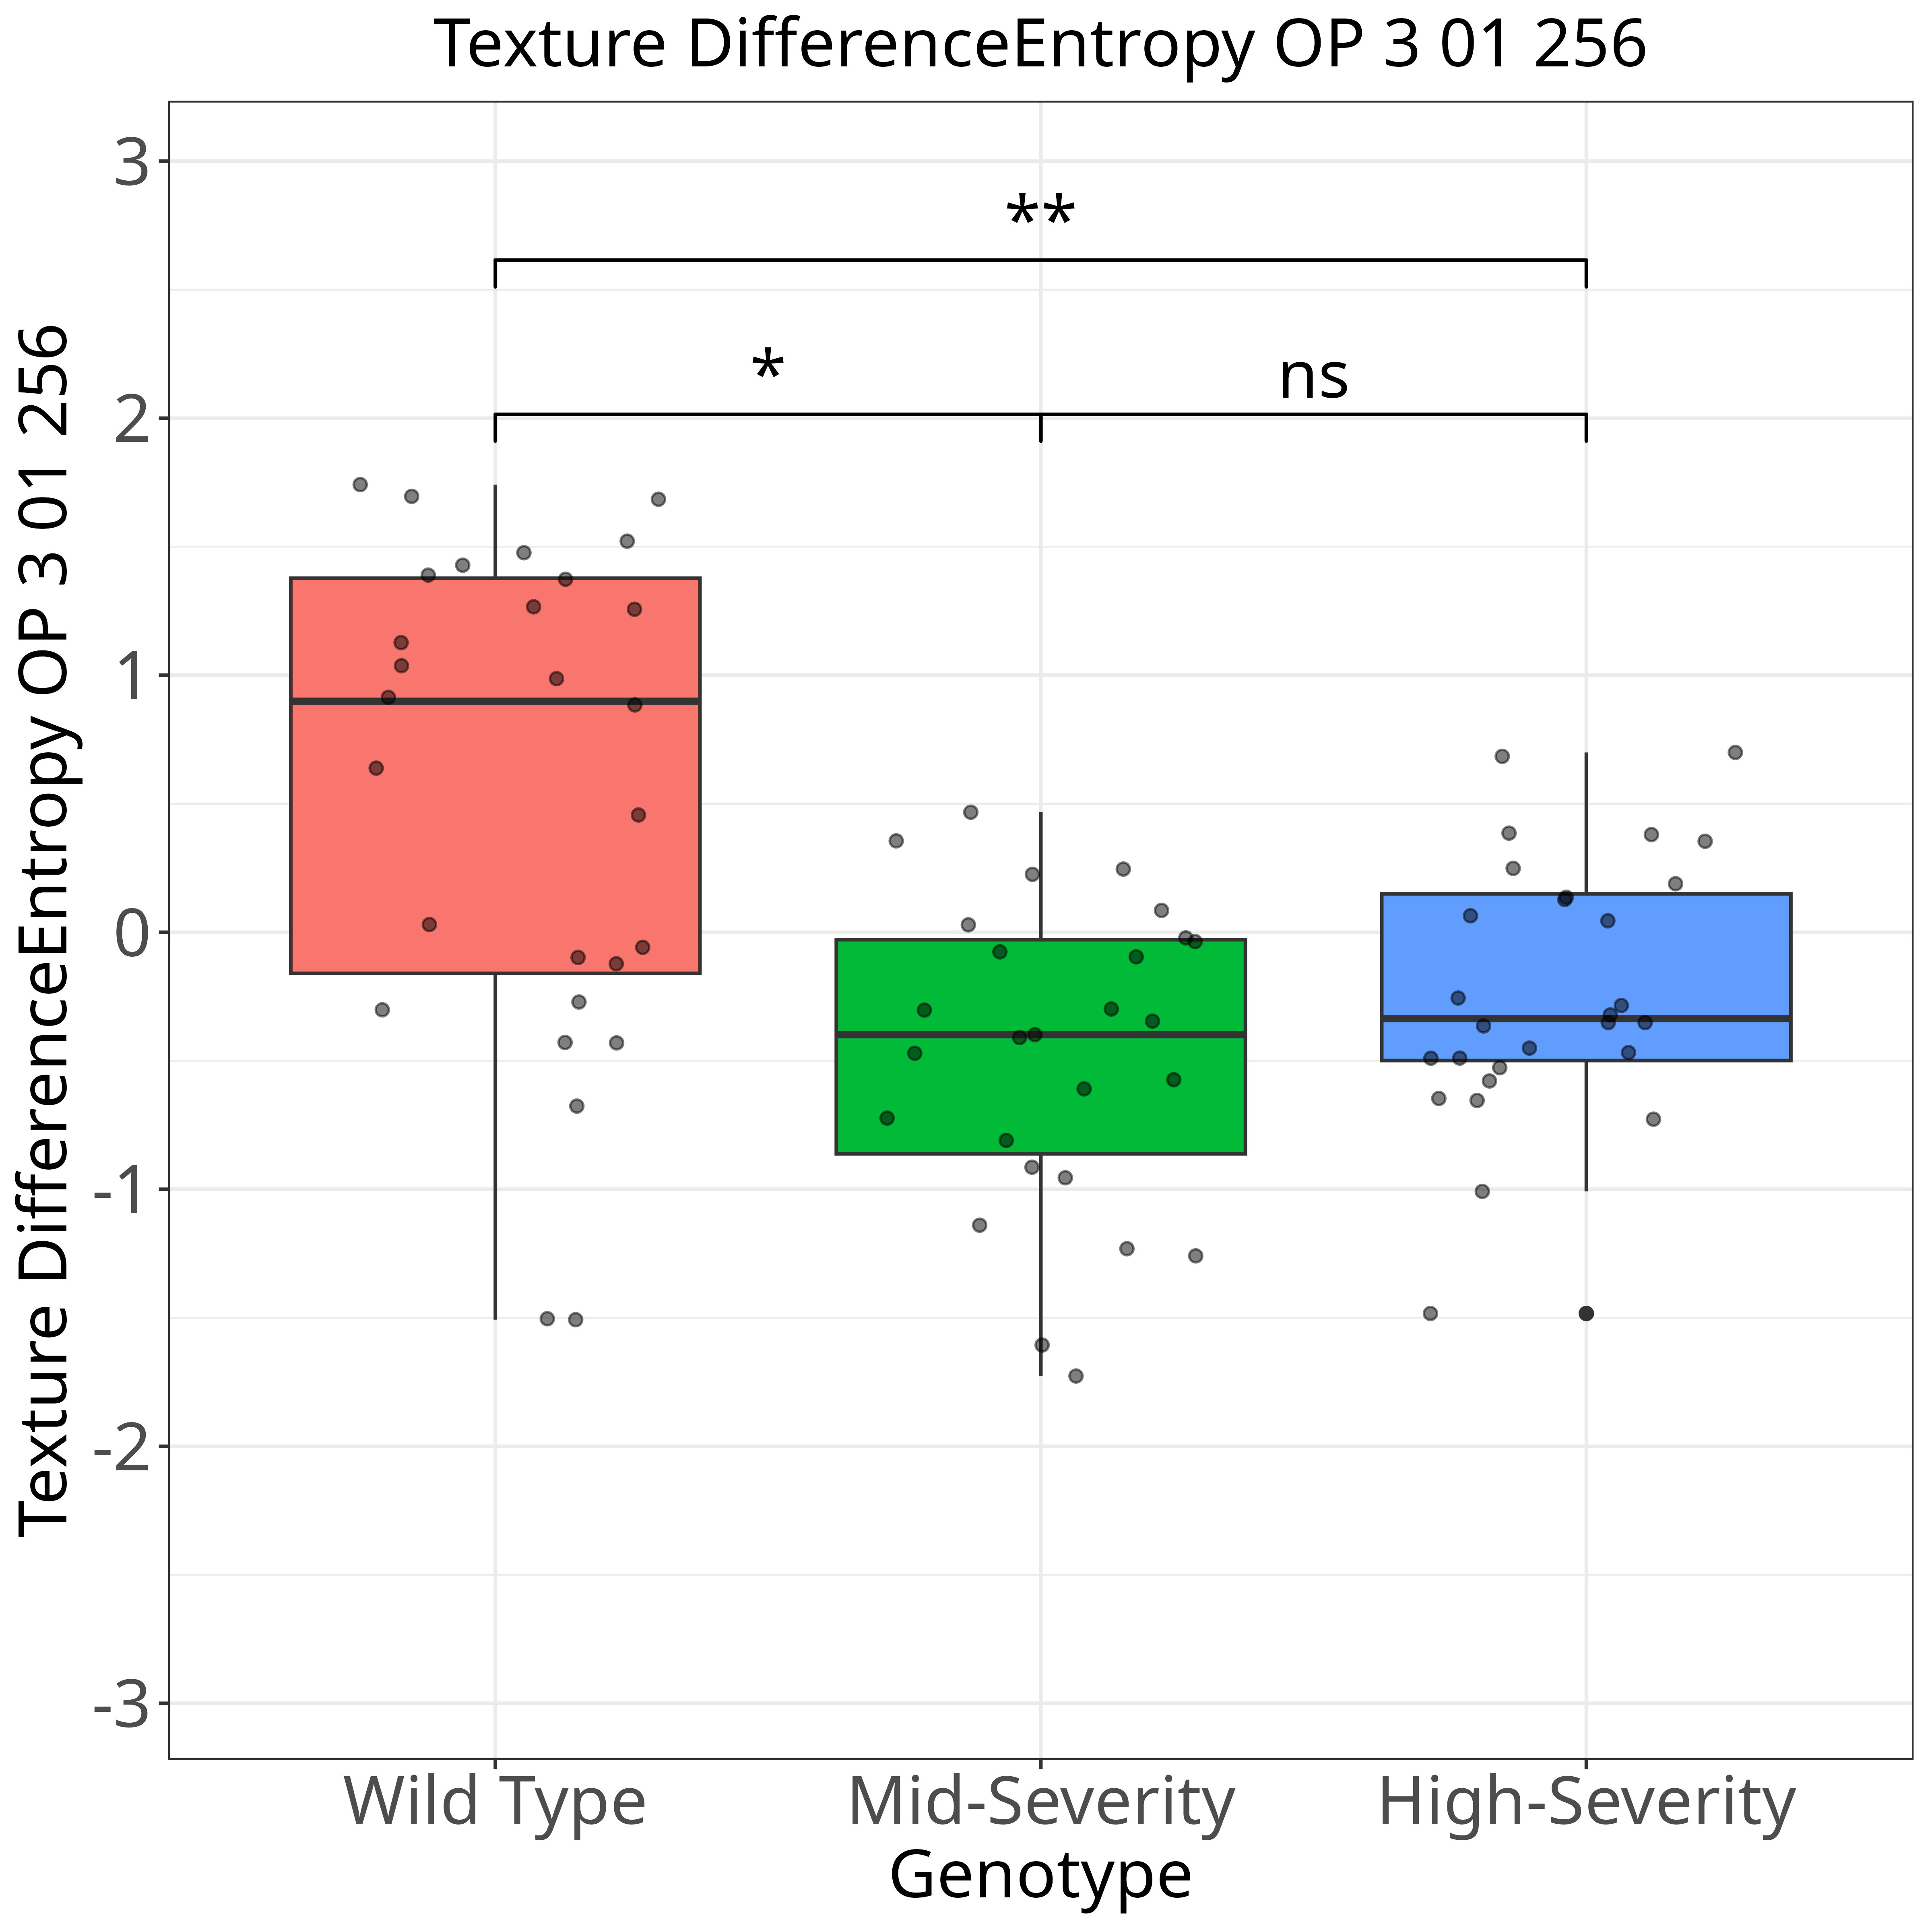 Texture DifferenceEntropy OP 3 01 256
Texture DifferenceEntropy OP 3 01 256
3
2
1
0
-1
-2
-3
**
*
ns
Wild Type
Mid-Severity
High-Severity
Genotype